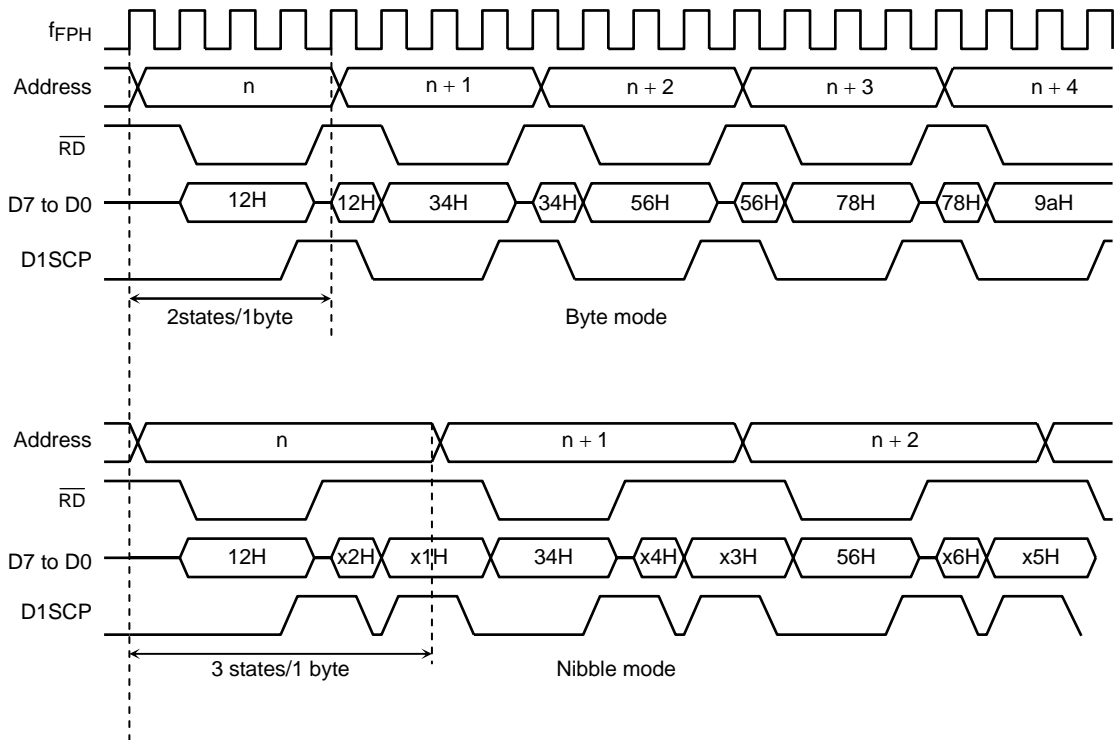 fFPH
Address n n + 1 n + 2 n + 3 n + 4
RD
D7 to D0 12H 12H 34H 34H 56H 56H 78H 78H 9aH
D1SCP
2states/1byte Byte mode
Address n n + 1 n + 2
RD
D7 to D0 12H x2H x1H 34H x4H x3H 56H x6H x5H
D1SCP
3 states/1 byte Nibble mode